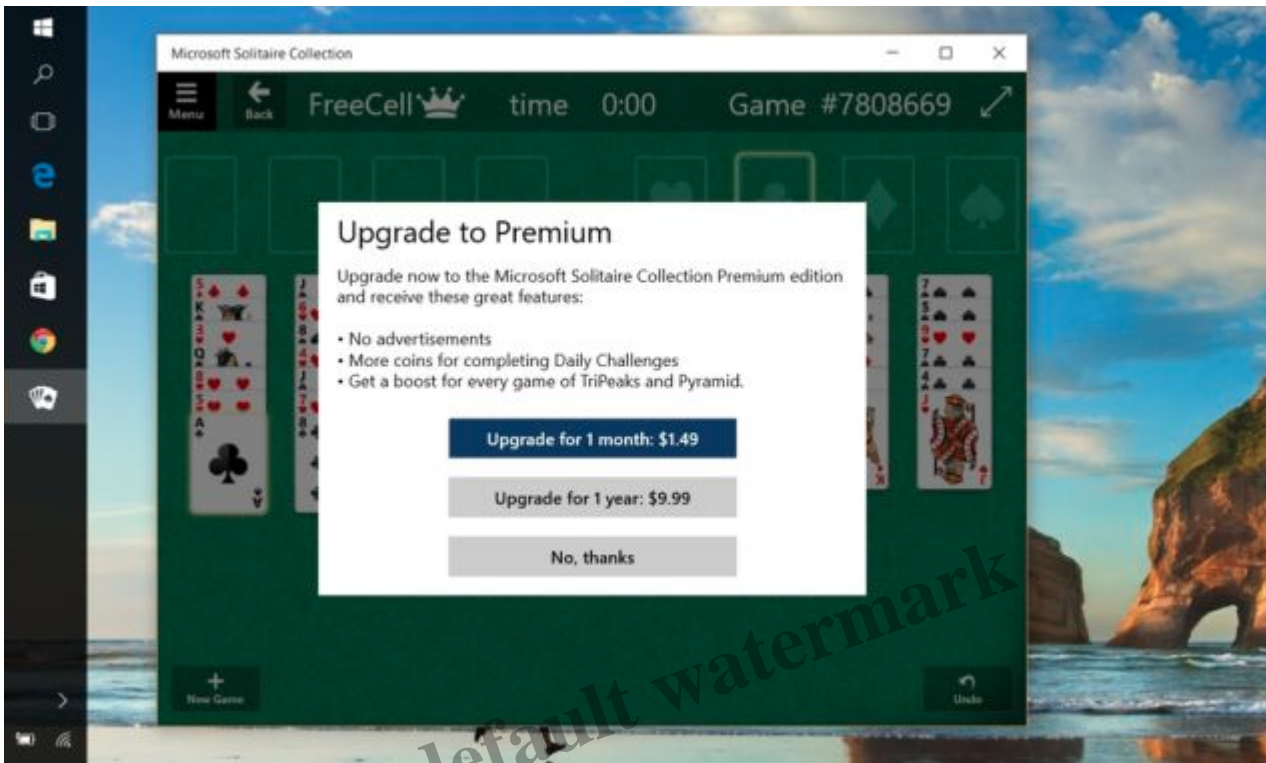 Microsoft Solitaire Collection
Menu
Back
FreeCell
time 0:00
Game #7808669
Upgrade to Premium
Upgrade now to the Microsoft Solitaire Collection Premium edition
and receive these great features:
• No advertisements
• More coins for completing Daily Challenges
• Get a boost for every game of TriPeaks and Pyramid.
Upgrade for 1 month: $1.49
Upgrade for 1 year: $9.99
No, thanks
New Game
Undo
default watermark